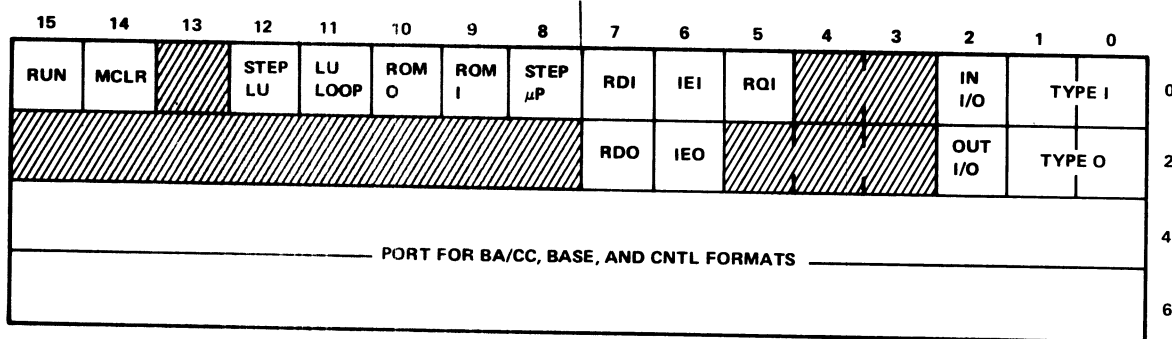 15 14 13 12 11 10 9 8 7 6 5 4 3 2 1 0
RUN MCLR STEP LU LU LOOP ROM O ROM I STEP µP RDI IEI RQI IN I/O TYPE I 0
RDO IEO OUT I/O TYPE O 2
4
PORT FOR BA/CC, BASE, AND CNTL FORMATS
6